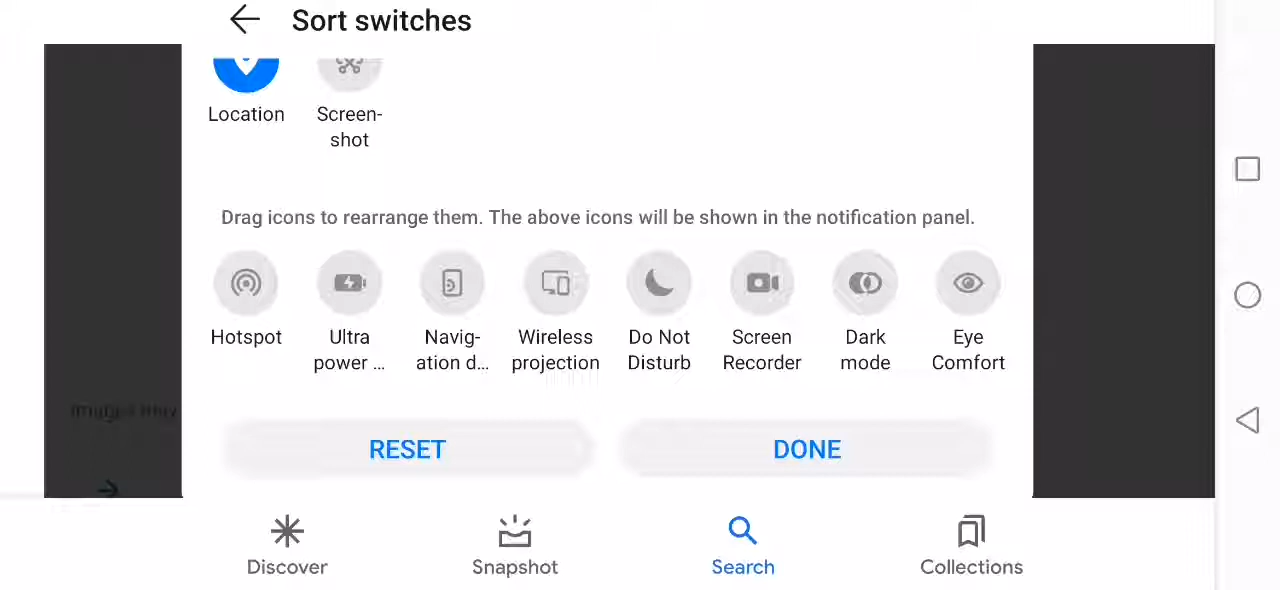 Sort switches
Location
Screen-
shot
Drag icons to rearrange them. The above icons will be shown in the notification panel.
Hotspot
Ultra
power ...
Navig-
ation d...
Wireless
projection
Do Not
Disturb
Screen
Recorder
Dark
mode
Eye
Comfort
Images may
RESET
DONE
Discover
Snapshot
Search
Collections